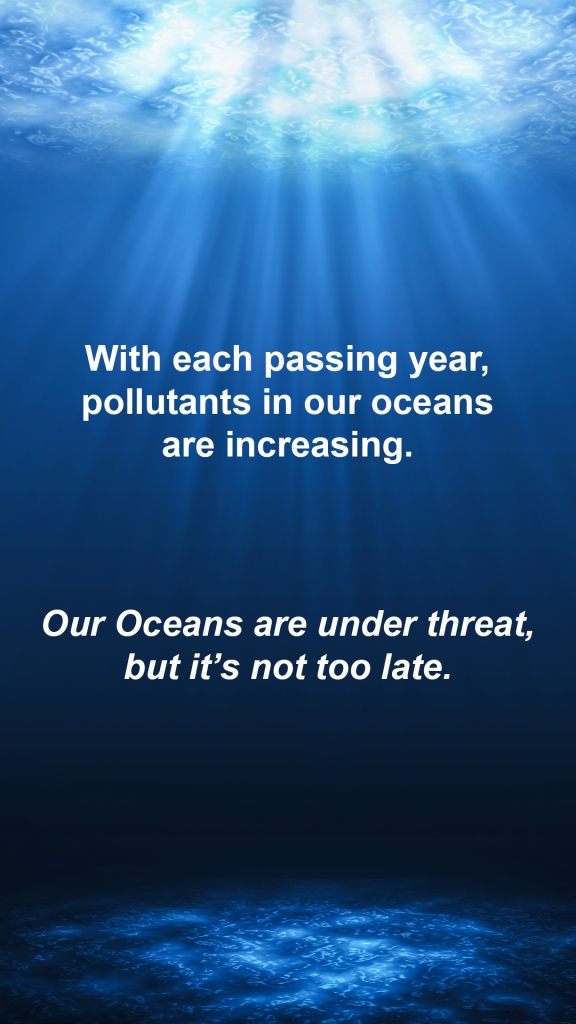 With each passing year,
pollutants in our oceans
are increasing.
Our Oceans are under threat,
but it’s not too late.